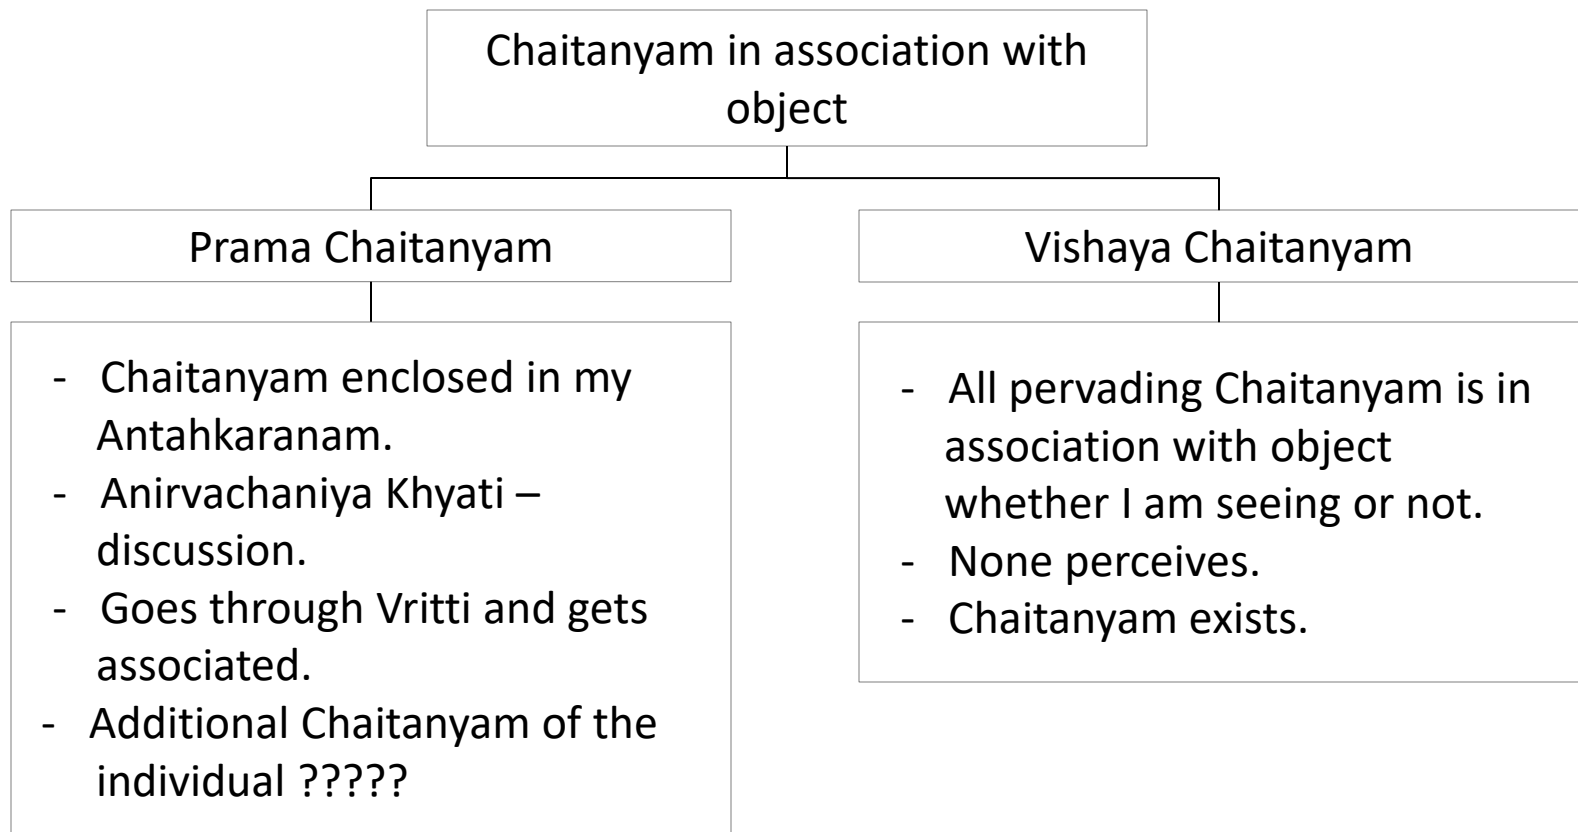 Chaitanyam in association with
object
Prama Chaitanyam
- Chaitanyam enclosed in my
Antahkaranam.
- Anirvachaniya Khyati –
discussion.
- Goes through Vritti and gets
associated.
- Additional Chaitanyam of the
individual ?????
Vishaya Chaitanyam
- All pervading Chaitanyam is in
association with object
whether I am seeing or not.
- None perceives.
- Chaitanyam exists.